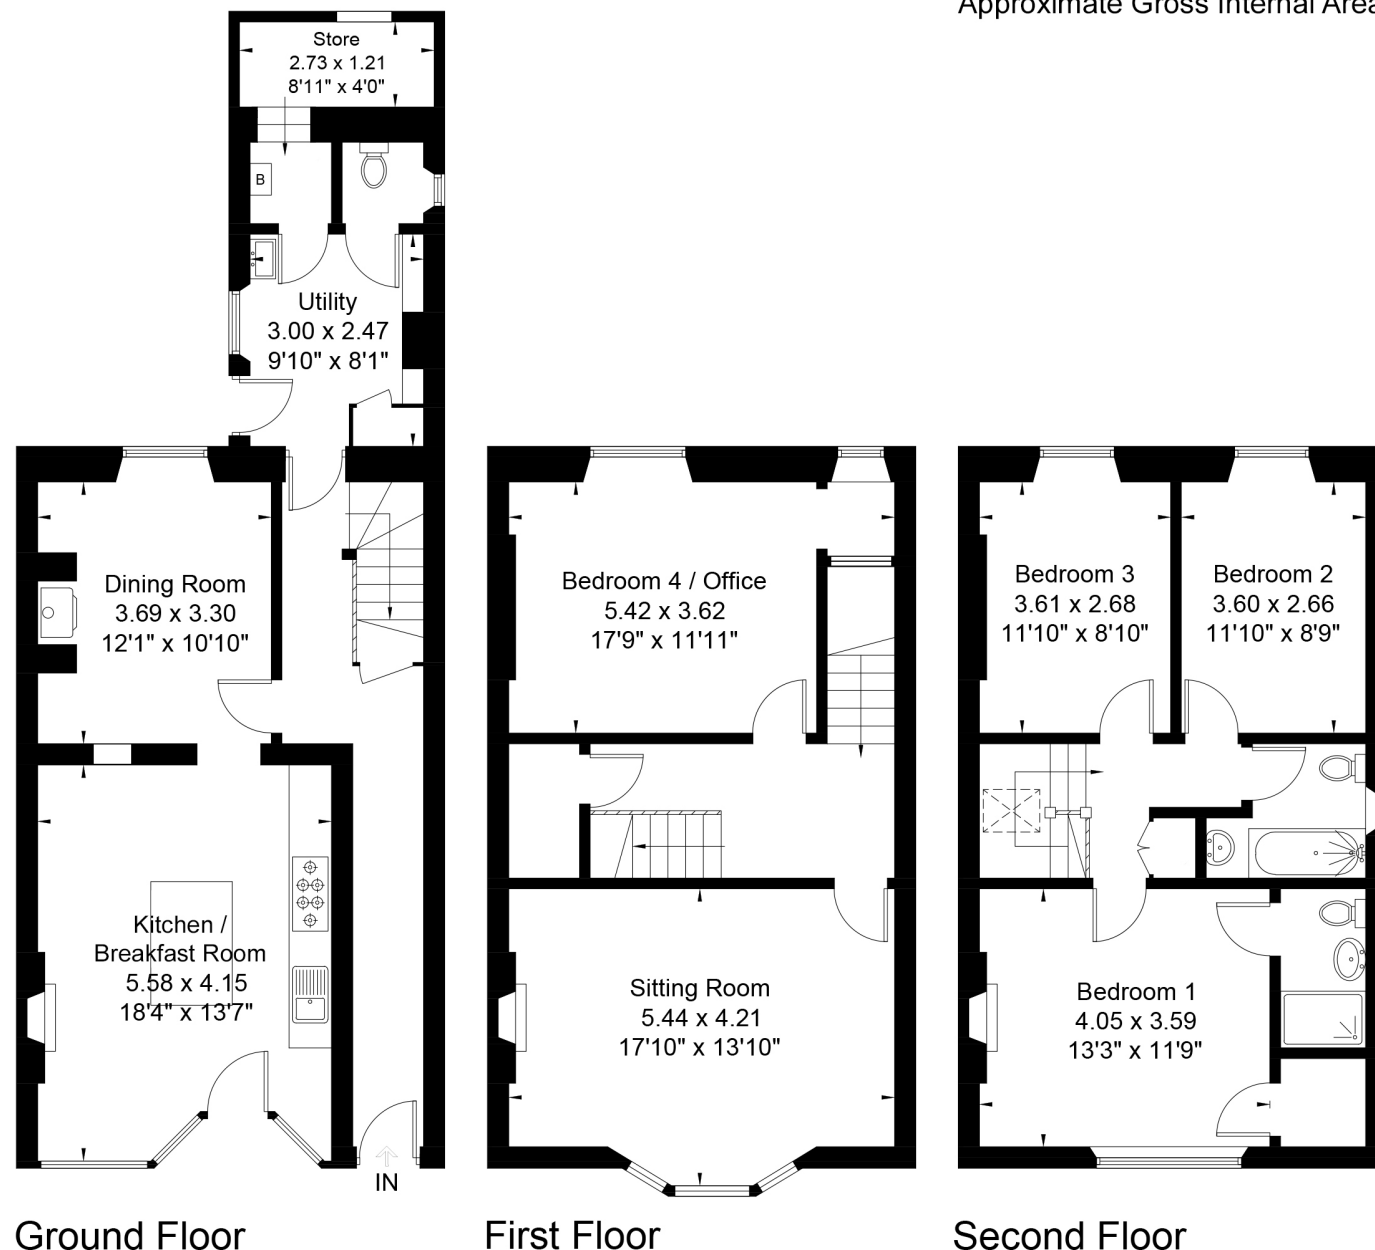 Approximate Gross Internal Area
Store
2.73 x 1.21
8'11" x 4'0"
B
Utility
3.00 x 2.47
9'10" x 8'1"
Dining Room
3.69 x 3.30
12'1" x 10'10"
Kitchen /
Breakfast Room
5.58 x 4.15
18'4" x 13'7"
IN
Ground Floor
Bedroom 4 / Office
5.42 x 3.62
17'9" x 11'11"
Sitting Room
5.44 x 4.21
17'10" x 13'10"
First Floor
Bedroom 3
3.61 x 2.68
11'10" x 8'10"
Bedroom 2
3.60 x 2.66
11'10" x 8'9"
Bedroom 1
4.05 x 3.59
13'3" x 11'9"
Second Floor